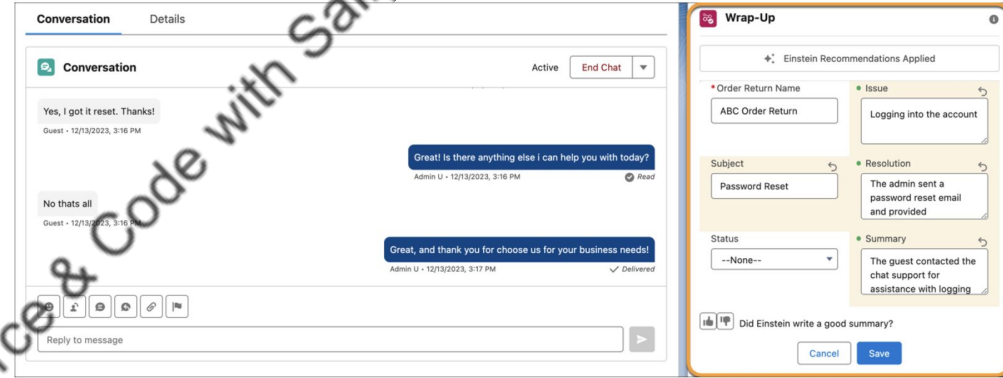 Conversation
Details
Conversation
Active
End Chat
Yes, I got it reset. Thanks!
Guest • 12/13/2023, 3:16 PM
Great! Is there anything else i can help you with today?
Admin U • 12/13/2023, 3:16 PM
Read
No thats all
Guest • 12/13/2023, 3:16 PM
Great, and thank you for choose us for your business needs!
Admin U • 12/13/2023, 3:17 PM
Delivered
Reply to message
Wrap-Up
Einstein Recommendations Applied
*Order Return Name
ABC Order Return
Issue
Logging into the account
Subject
Password Reset
Resolution
The admin sent a
password reset email
and provided
Status
--None--
Summary
The guest contacted the
chat support for
assistance with logging
Did Einstein write a good summary?
Cancel
Save
& Code with